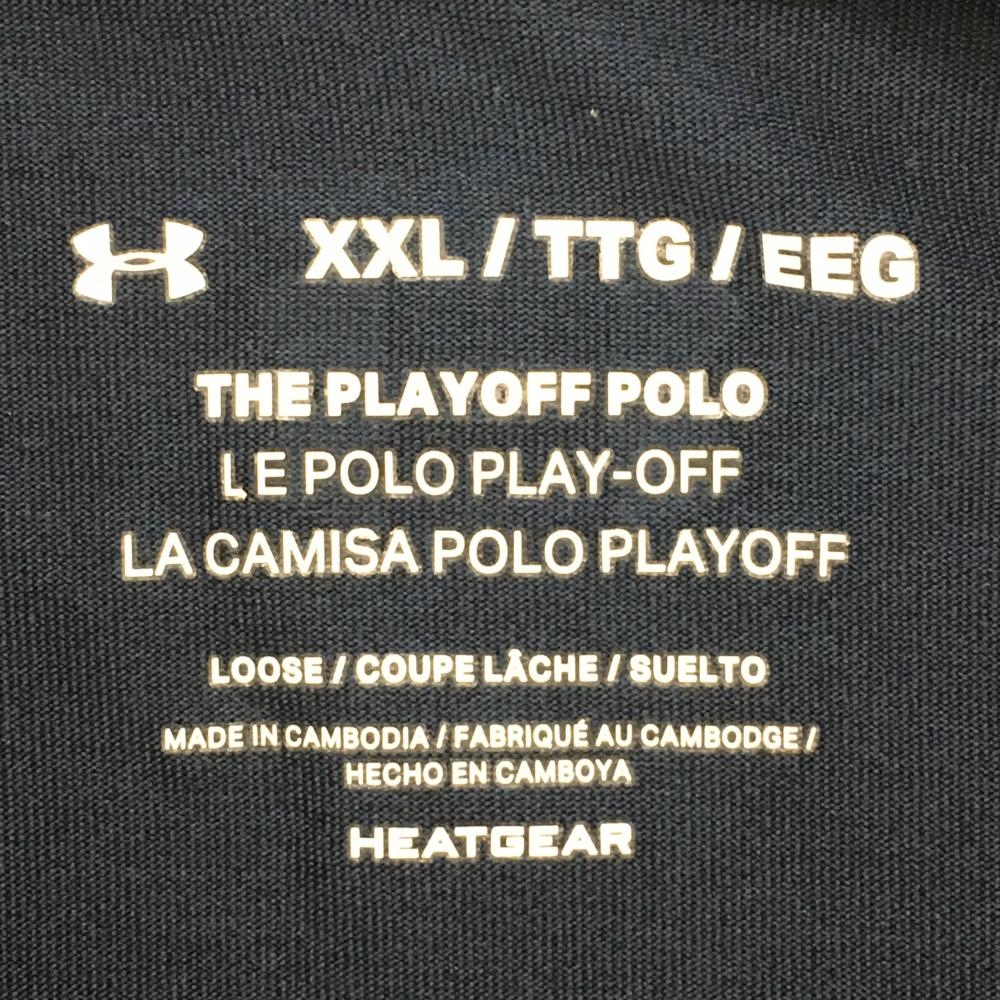 XXL / TTG / EEG
THE PLAYOFF POLO
LE POLO PLAY-OFF
LA CAMISA POLO PLAYOFF
LOOSE / COUPE LÂCHE / SUELTO
MADE IN CAMBODIA / FABRIQUÉ AU CAMBODGE /
HECHO EN CAMBOYA
HEATGEAR